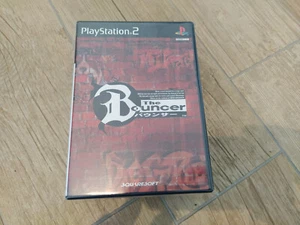 PlayStation.2
The
Bouncer
バウンサー
SQUARESOFT